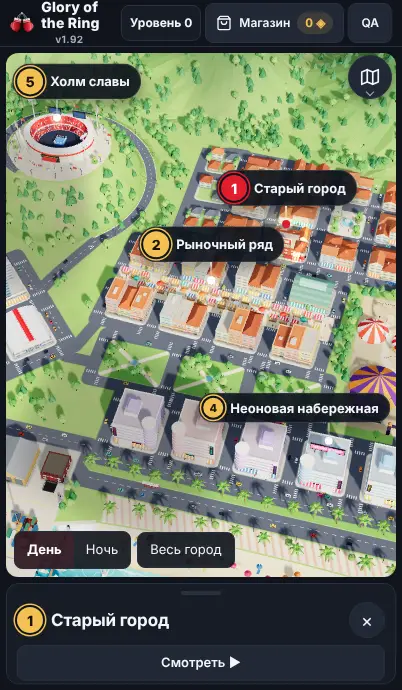 Glory of
the Ring
v1.92
Уровень 0
Магазин
0
QA
5
Холм славы
1
Старый город
2
Рыночный ряд
4
Неоновая набережная
День
Ночь
Весь город
1
Старый город
×
Смотреть ▶